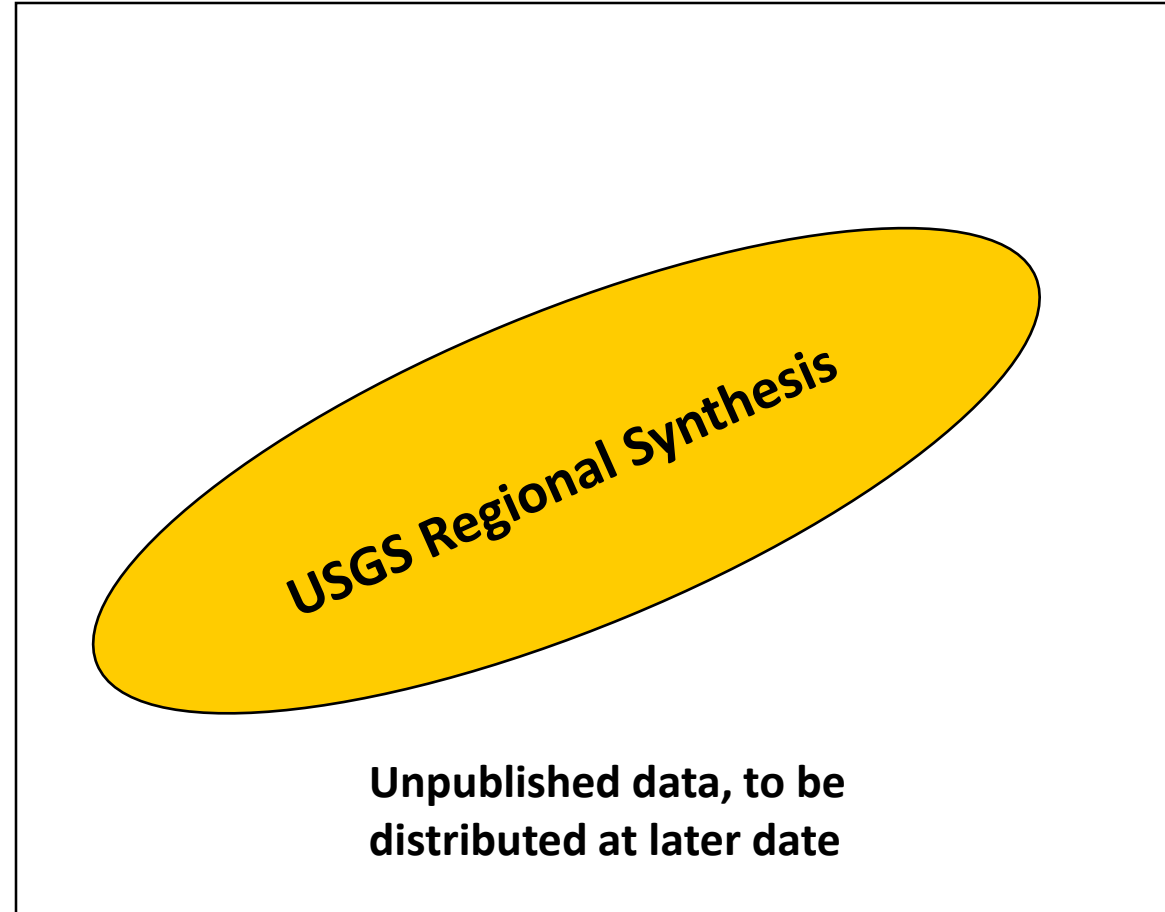 USGS Regional Synthesis
Unpublished data, to be
distributed at later date